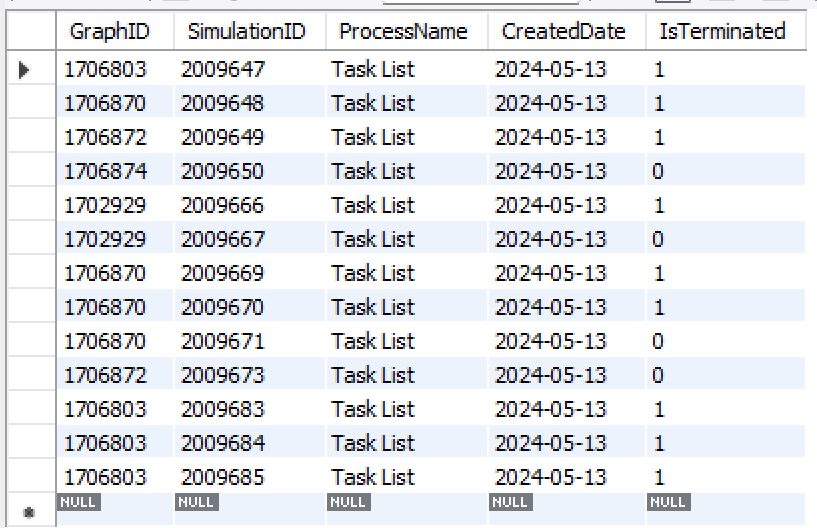 GraphID SimulationID ProcessName CreatedDate IsTerminated
1706803 2009647 Task List 2024-05-13 1
1706870 2009648 Task List 2024-05-13 1
1706872 2009649 Task List 2024-05-13 1
1706874 2009650 Task List 2024-05-13 0
1702929 2009666 Task List 2024-05-13 1
1702929 2009667 Task List 2024-05-13 0
1706870 2009669 Task List 2024-05-13 1
1706870 2009670 Task List 2024-05-13 1
1706870 2009671 Task List 2024-05-13 0
1706872 2009673 Task List 2024-05-13 0
1706803 2009683 Task List 2024-05-13 1
1706803 2009684 Task List 2024-05-13 1
1706803 2009685 Task List 2024-05-13 1
NULL NULL NULL NULL NULL